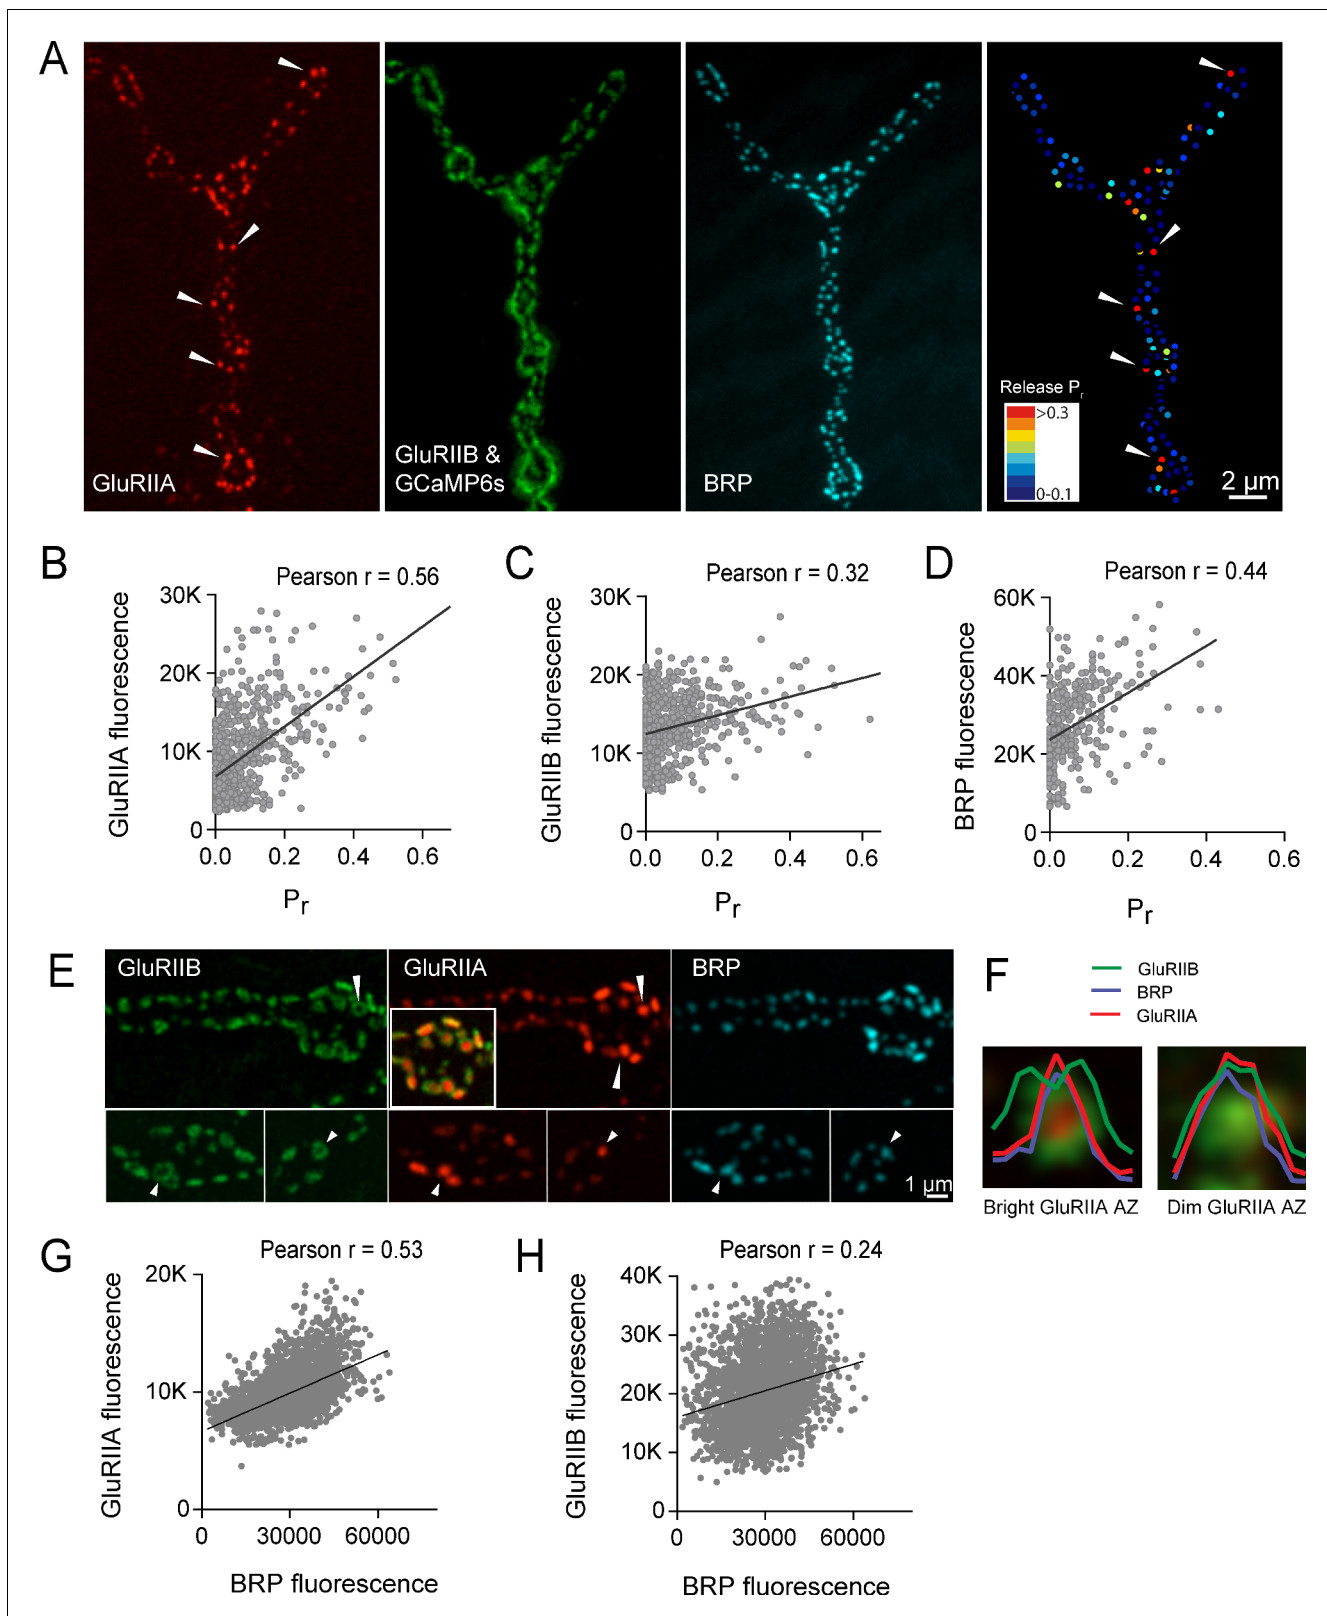 A
GluRIIA
GluRIIB &
GCaMP6s
BRP
Release Pr
>0.3
0-0.1
2 µm
B
Pearson r = 0.56
GluRIIA fluorescence
30K
20K
10K
0
0.0 0.2 0.4 0.6
Pr
C
Pearson r = 0.32
GluRIIB fluorescence
30K
20K
10K
0
0.0 0.2 0.4 0.6
Pr
D
Pearson r = 0.44
BRP fluorescence
60K
40K
20K
0
0.0 0.2 0.4 0.6
Pr
E
GluRIIB
GluRIIA
BRP
1 µm
F
GluRIIB
BRP
GluRIIA
Bright GluRIIA AZ
Dim GluRIIA AZ
G
Pearson r = 0.53
GluRIIA fluorescence
20K
10K
0
0 30000 60000
BRP fluorescence
H
Pearson r = 0.24
GluRIIB fluorescence
40K
30K
20K
10K
0
0 30000 60000
BRP fluorescence